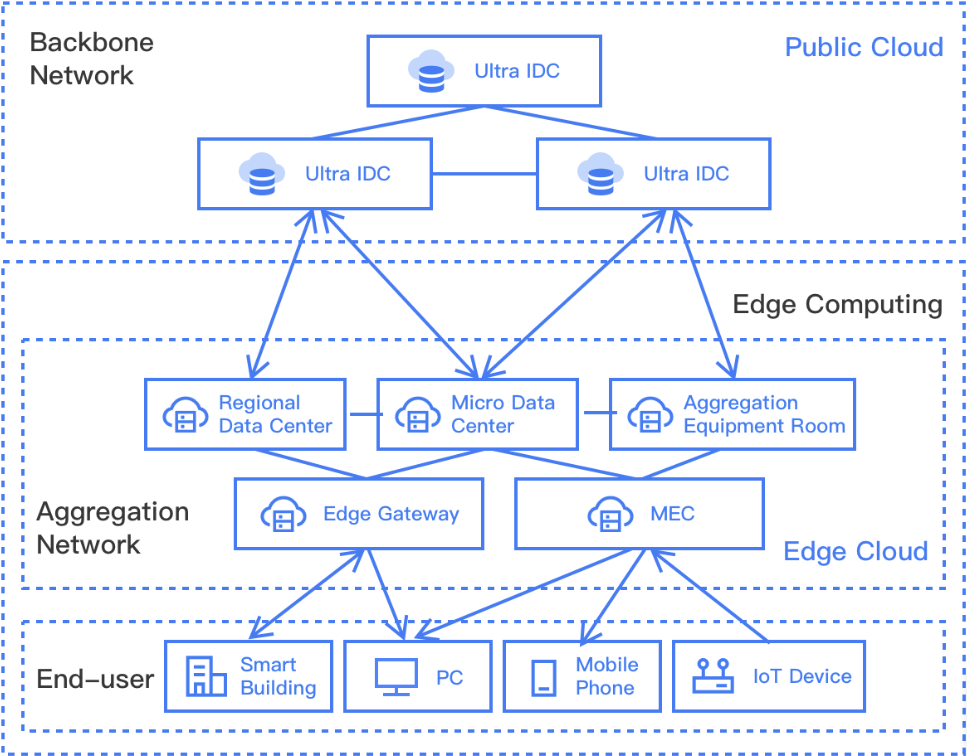 Backbone
Network
Public Cloud
Ultra IDC
Ultra IDC
Ultra IDC
Edge Computing
Regional
Data Center
Micro Data
Center
Aggregation
Equipment Room
Aggregation
Network
Edge Gateway
MEC
Edge Cloud
End-user
Smart
Building
PC
Mobile
Phone
IoT Device